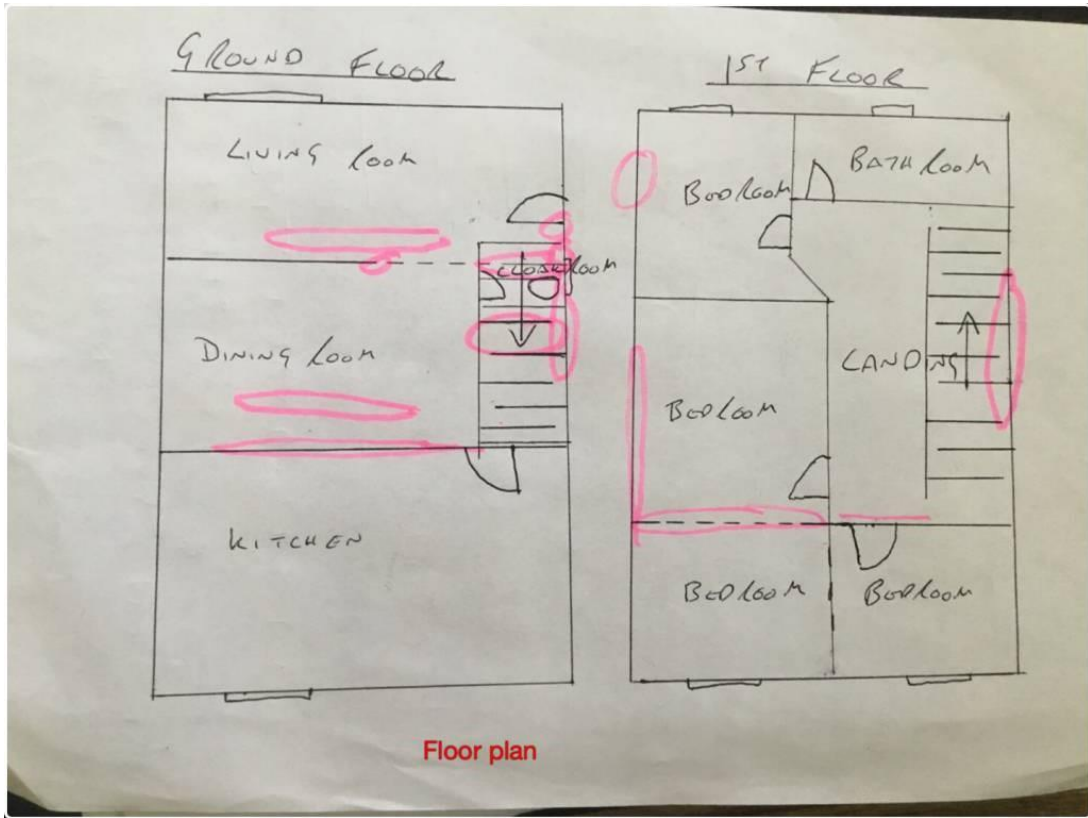 GROUND FLOOR
LIVING ROOM
CLOAKROOM
DINING ROOM
KITCHEN
1ST FLOOR
BEDROOM
BATHROOM
LANDING
BEDROOM
BEDROOM
BEDROOM
Floor plan